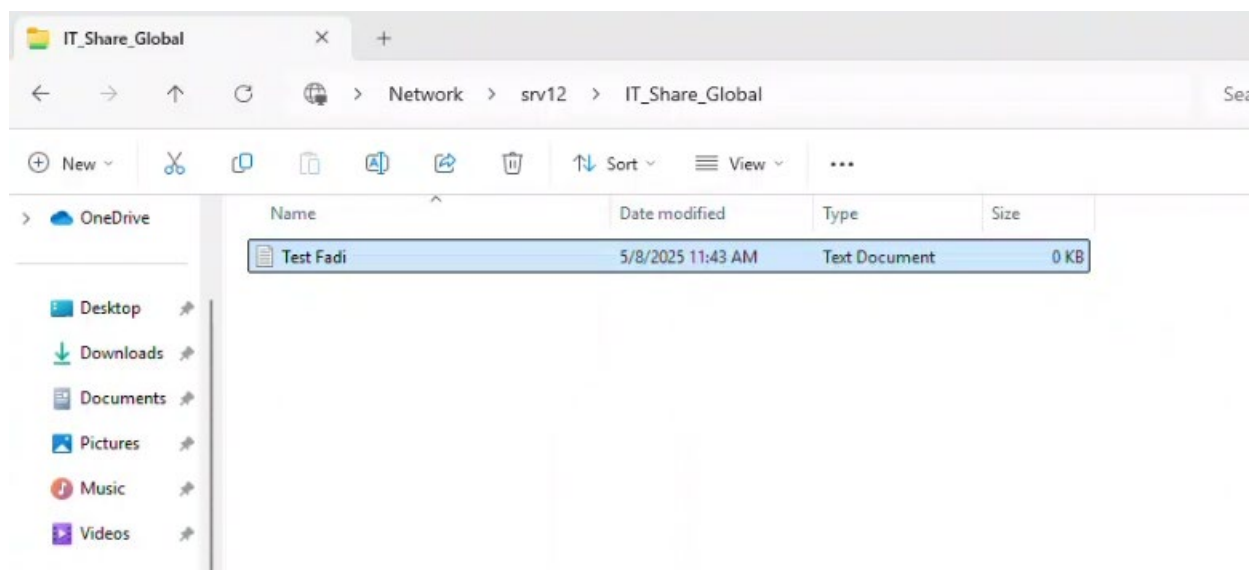 IT_Share_Global
Network > srv12 > IT_Share_Global
New Sort View ...
OneDrive
Name Date modified Type Size
Test Fadi 5/8/2025 11:43 AM Text Document 0 KB
Desktop
Downloads
Documents
Pictures
Music
Videos